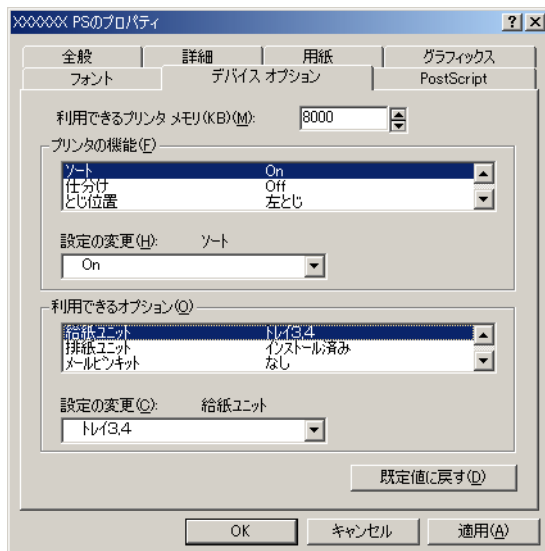 XXXXXXX PSのプロパティ
全般 詳細 用紙 グラフィックス
フォント デバイス オプション PostScript
利用できるプリンタ メモリ(KB)(M): 8000
プリンタの機能(F)
ソート On
仕分け Off
とじ位置 左とじ
設定の変更(H): ソート
On
利用できるオプション(O)
給紙ユニット トレイ3,4
排紙ユニット インストール済み
メールビンキット なし
設定の変更(C): 給紙ユニット
トレイ3,4
既定値に戻す(D)
OK キャンセル 適用(A)